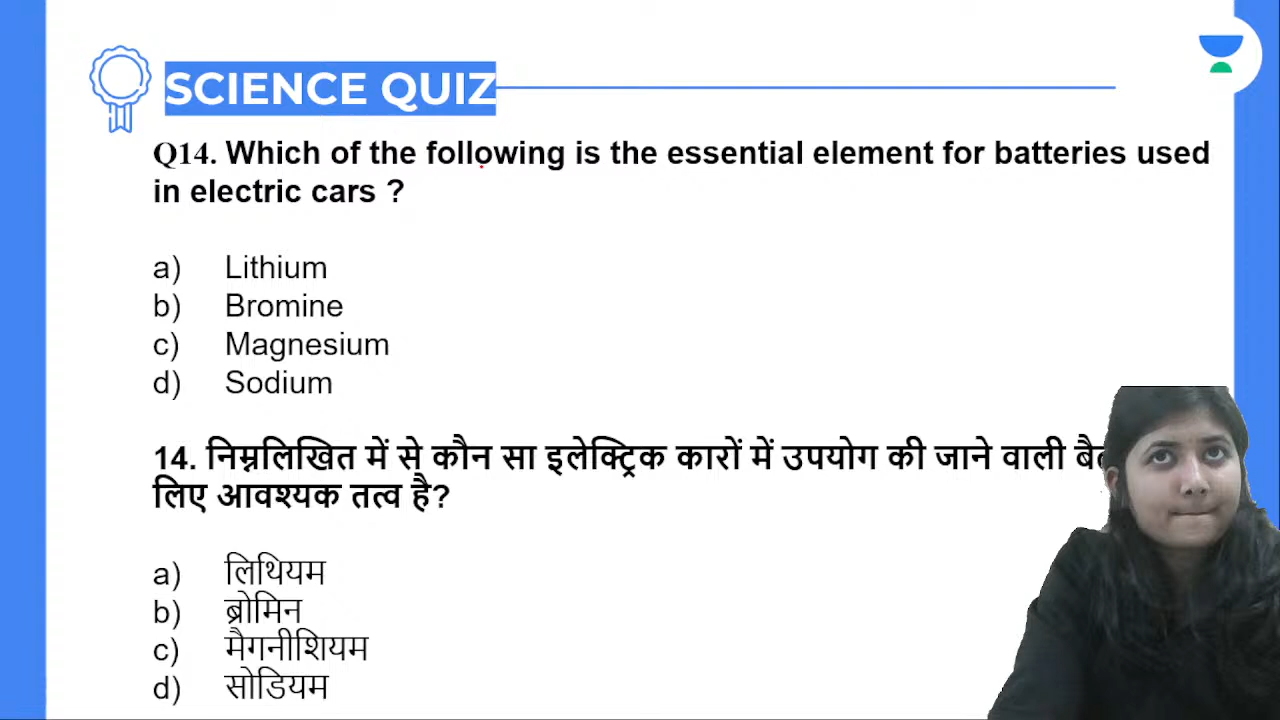 SCIENCE QUIZ
Q14. Which of the following is the essential element for batteries used
in electric cars ?
a) Lithium
b) Bromine
c) Magnesium
d) Sodium
14. निम्नलिखित में से कौन सा इलेक्ट्रिक कारों में उपयोग की जाने वाली
लिए आवश्यक तत्व है?
a) लिथियम
b) ब्रोमिन
c) मैगनीशियम
d) सोडियम